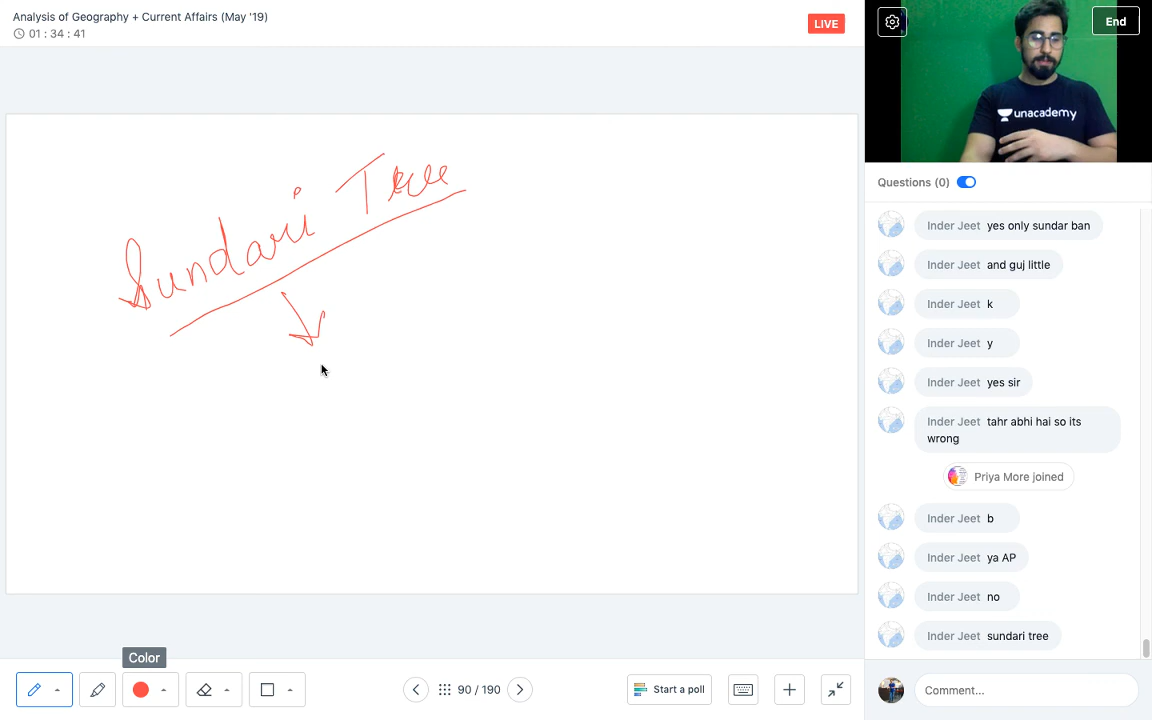 Analysis of Geography + Current Affairs (May '19)
01 : 34 : 41
LIVE
End
unacademy
Sundari Tree
Questions (0)
Inder Jeet yes only sundar ban
Inder Jeet and guj little
Inder Jeet k
Inder Jeet y
Inder Jeet yes sir
Inder Jeet tahr abhi hai so its
wrong
Priya More joined
Inder Jeet b
Inder Jeet ya AP
Inder Jeet no
Inder Jeet sundari tree
Color
90 / 190
Start a poll
Comment...